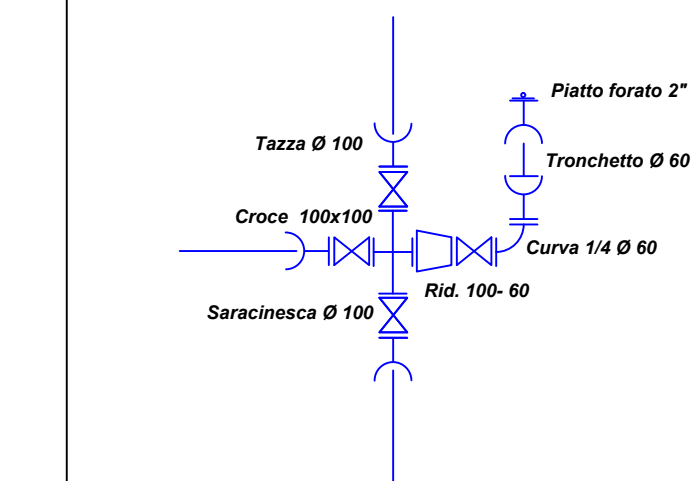 Piatto forato 2"
Tazza Ø 100
Tronchetto Ø 60
Croce  100x100
Curva 1/4 Ø 60
Rid. 100- 60
Saracinesca Ø 100